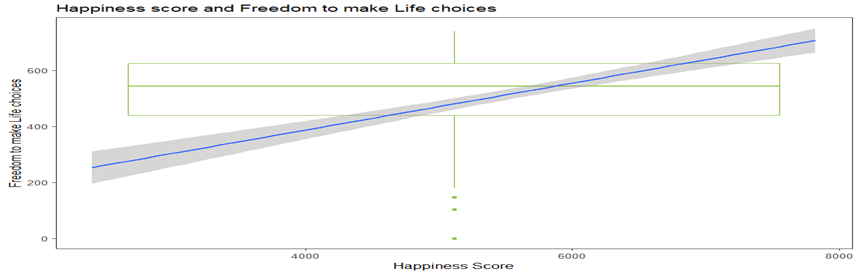 Happiness score and Freedom to make Life choices
Freedom to make Life choices
600
400
200
0
4000
6000
8000
Happiness Score